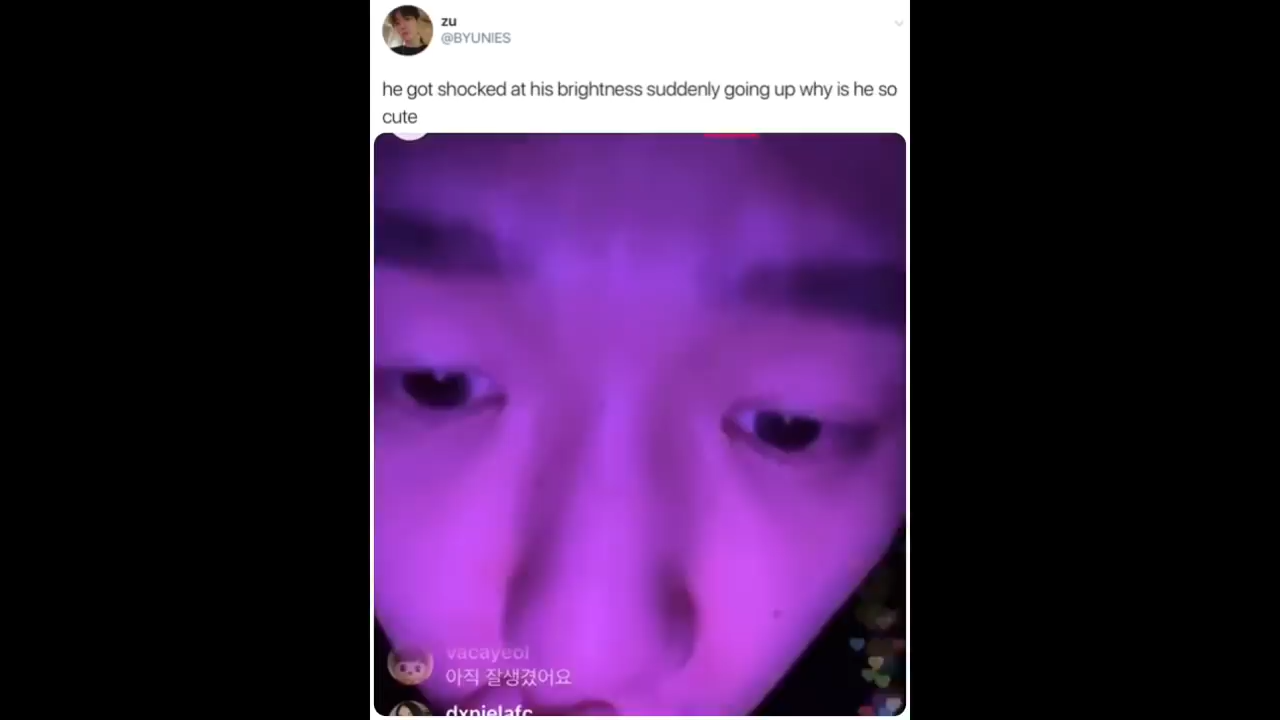 zu
@BYUNIES
he got shocked at his brightness suddenly going up why is he so
cute
vacayeol
아직 잘생겼어요
dxnielafc